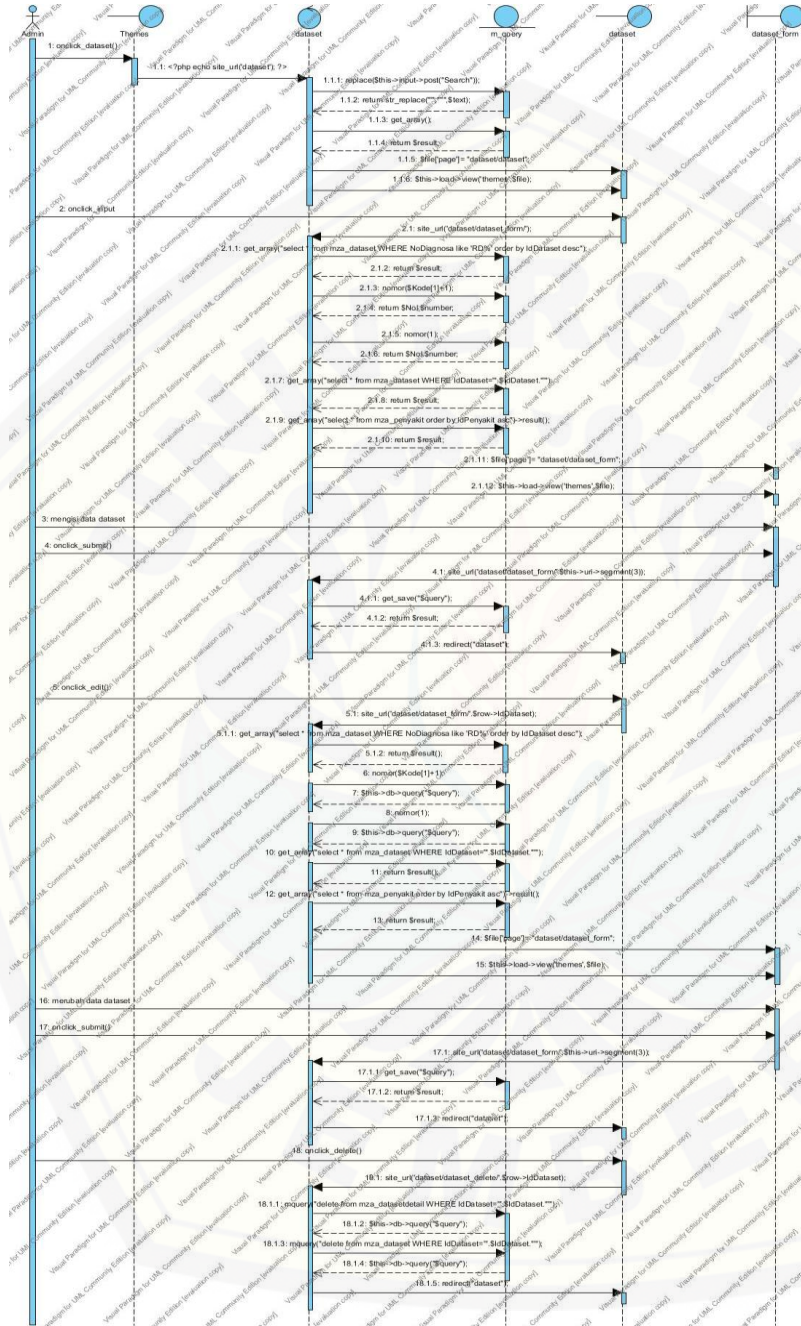 Admin
Themes
dataset
m_query
dataset
dataset_form
1: onclick_dataset()
1.1: <?php echo site_url('dataset'); ?>
1.1.1: replace($this->input->post("Search"));
1.1.2: return str_replace("'","'",$text);
1.1.3: get_array();
1.1.4: return $result;
1.1.5: $file['page']= "dataset/dataset";
1.1.6: $this->load->view('themes',$file);
2: onclick_input
2.1: site_url('dataset/dataset_form/');
2.1.1: get_array("select * from mza_dataset WHERE NoDiagnosa like 'RD%' order by IdDataset desc");
2.1.2: return $result;
2.1.3: nomor($Kode[1]+1);
2.1.4: return $Nol.$number;
2.1.5: nomor(1);
2.1.6: return $Nol.$number;
2.1.7: get_array("select * from mza_dataset WHERE IdDataset='".$IdDataset."'")
2.1.8: return $result;
2.1.9: get_array("select * from mza_penyakit order by IdPenyakit asc")->result();
2.1.10: return $result;
2.1.11: $file['page']= "dataset/dataset_form";
2.1.12: $this->load->view('themes',$file);
3: mengisi data dataset
4: onclick_submit()
4.1: site_url("dataset/dataset_form/'.$this->uri->segment(3));
4.1.1: get_save("$query");
4.1.2: return $result;
4.1.3: redirect("dataset")
5: onclick_edit()
5.1: site_url('dataset/dataset_form/'.$row->IdDataset);
5.1.1: get_array("select * from mza_dataset WHERE NoDiagnosa like 'RD%' order by IdDataset desc");
5.1.2: return $result();
6: nomor($Kode[1]+1);
7: $this->db->query("$query");
8: nomor(1);
9: $this->db->query("$query");
10: get_array("select * from mza_dataset WHERE IdDataset='".$IdDataset."'");
11: return $result();
12: get_array("select * from mza_penyakit order by IdPenyakit asc")->result();
13: return $result;
14: $file['page']= "dataset/dataset_form";
15: $this->load->view('themes',$file);
16: merubah data dataset
17: onclick_submit()
17.1: site_url("dataset/dataset_form/'.$this->uri->segment(3));
17.1.1: get_save("$query");
17.1.2: return $result;
17.1.3: redirect("dataset")
18: onclick_delete()
18.1: site_url('dataset/dataset_delete/'.$row->IdDataset);
18.1.1: mquery("delete from mza_datasetdetail WHERE IdDataset='".$IdDataset."'");
18.1.2: $this->db->query("$query");
18.1.3: mquery("delete from mza_dataset WHERE IdDataset='".$IdDataset."'");
18.1.4: $this->db->query("$query");
18.1.5: redirect("dataset")
Visual Paradigm for UML Community Edition [evaluation copy]